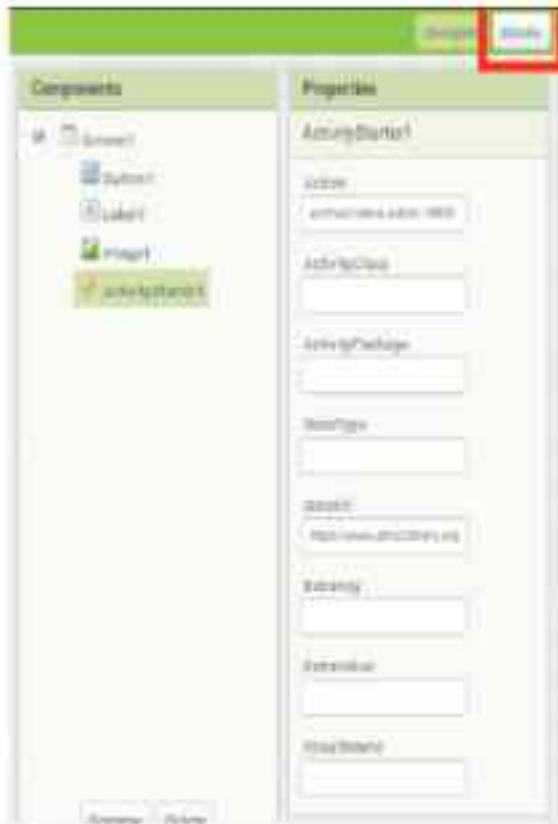 Designer Blocks
Components
Screen1
Button1
Label1
Image1
ActivityStarter1
Properties
ActivityStarter1
Action
ActivityClass
ActivityPackage
DataType
DataUri
ExtraKey
ExtraValue
ResultName
Rename Delete